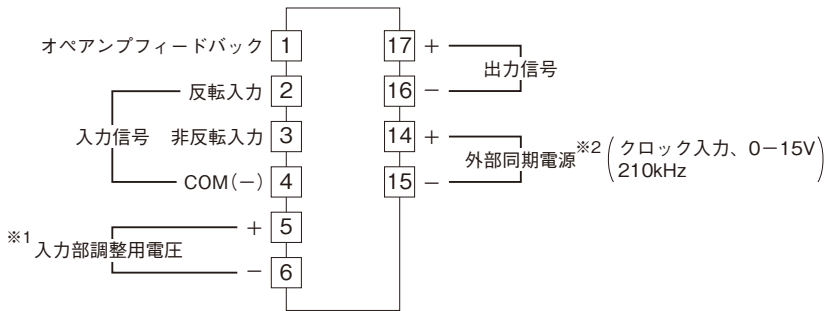 オペアンプフィードバック 1
反転入力 2
入力信号 非反転入力 3
COM(−) 4
+ 5
※1 入力部調整用電圧
− 6
17 +
出力信号
16 −
14 +
外部同期電源※2 (クロック入力、0−15V
210kHz)
15 −